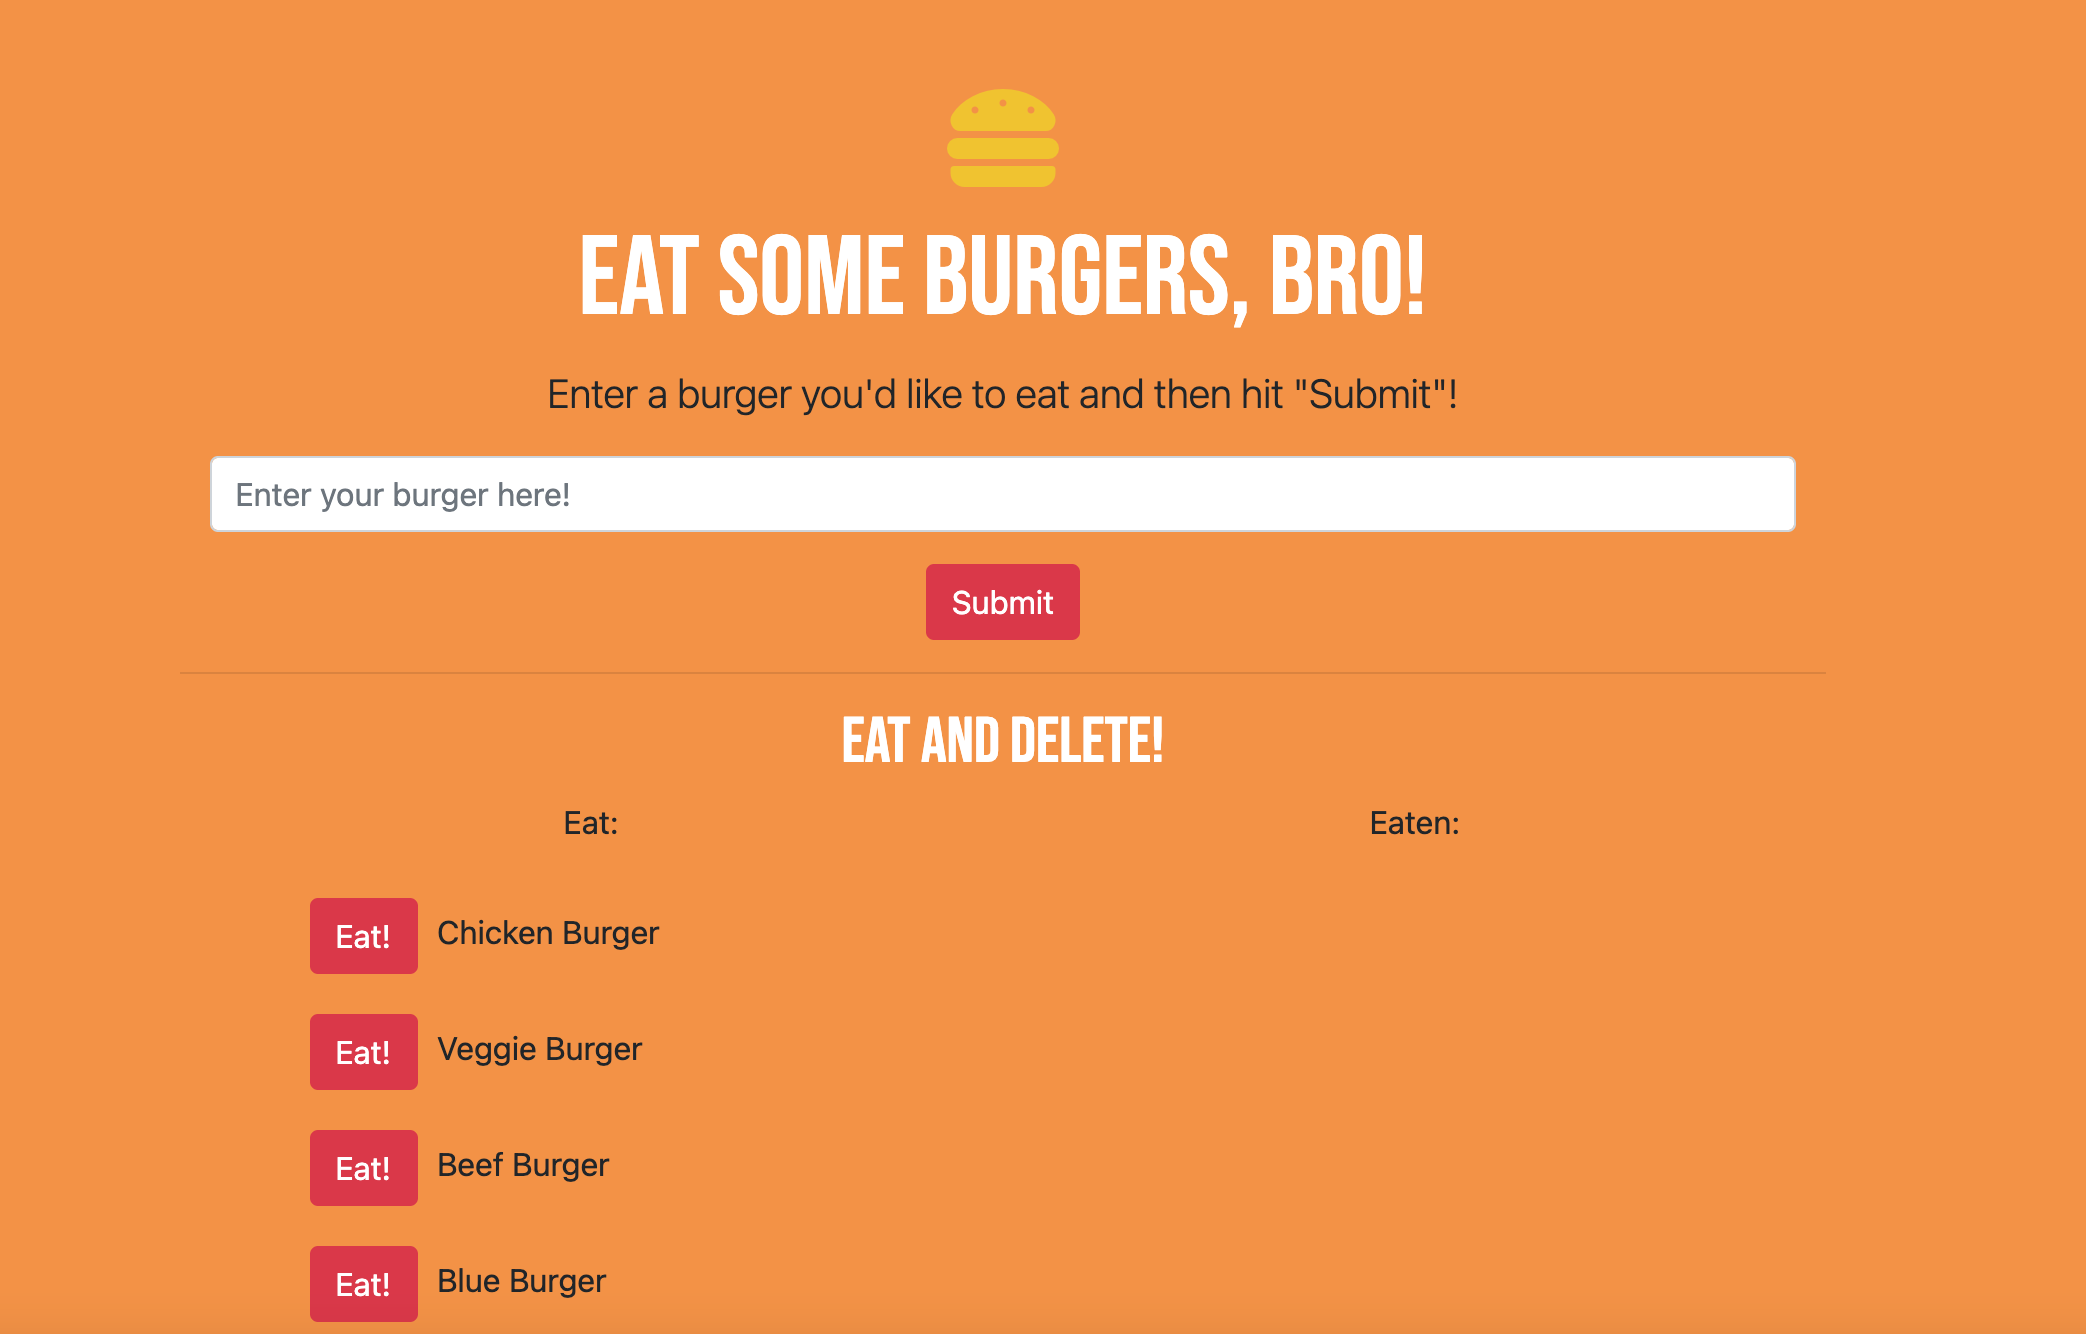 EAT SOME BURGERS, BRO!
Enter a burger you'd like to eat and then hit "Submit"!
Enter your burger here!
Submit
EAT AND DELETE!
Eat: Eaten:
Eat! Chicken Burger
Eat! Veggie Burger
Eat! Beef Burger
Eat! Blue Burger